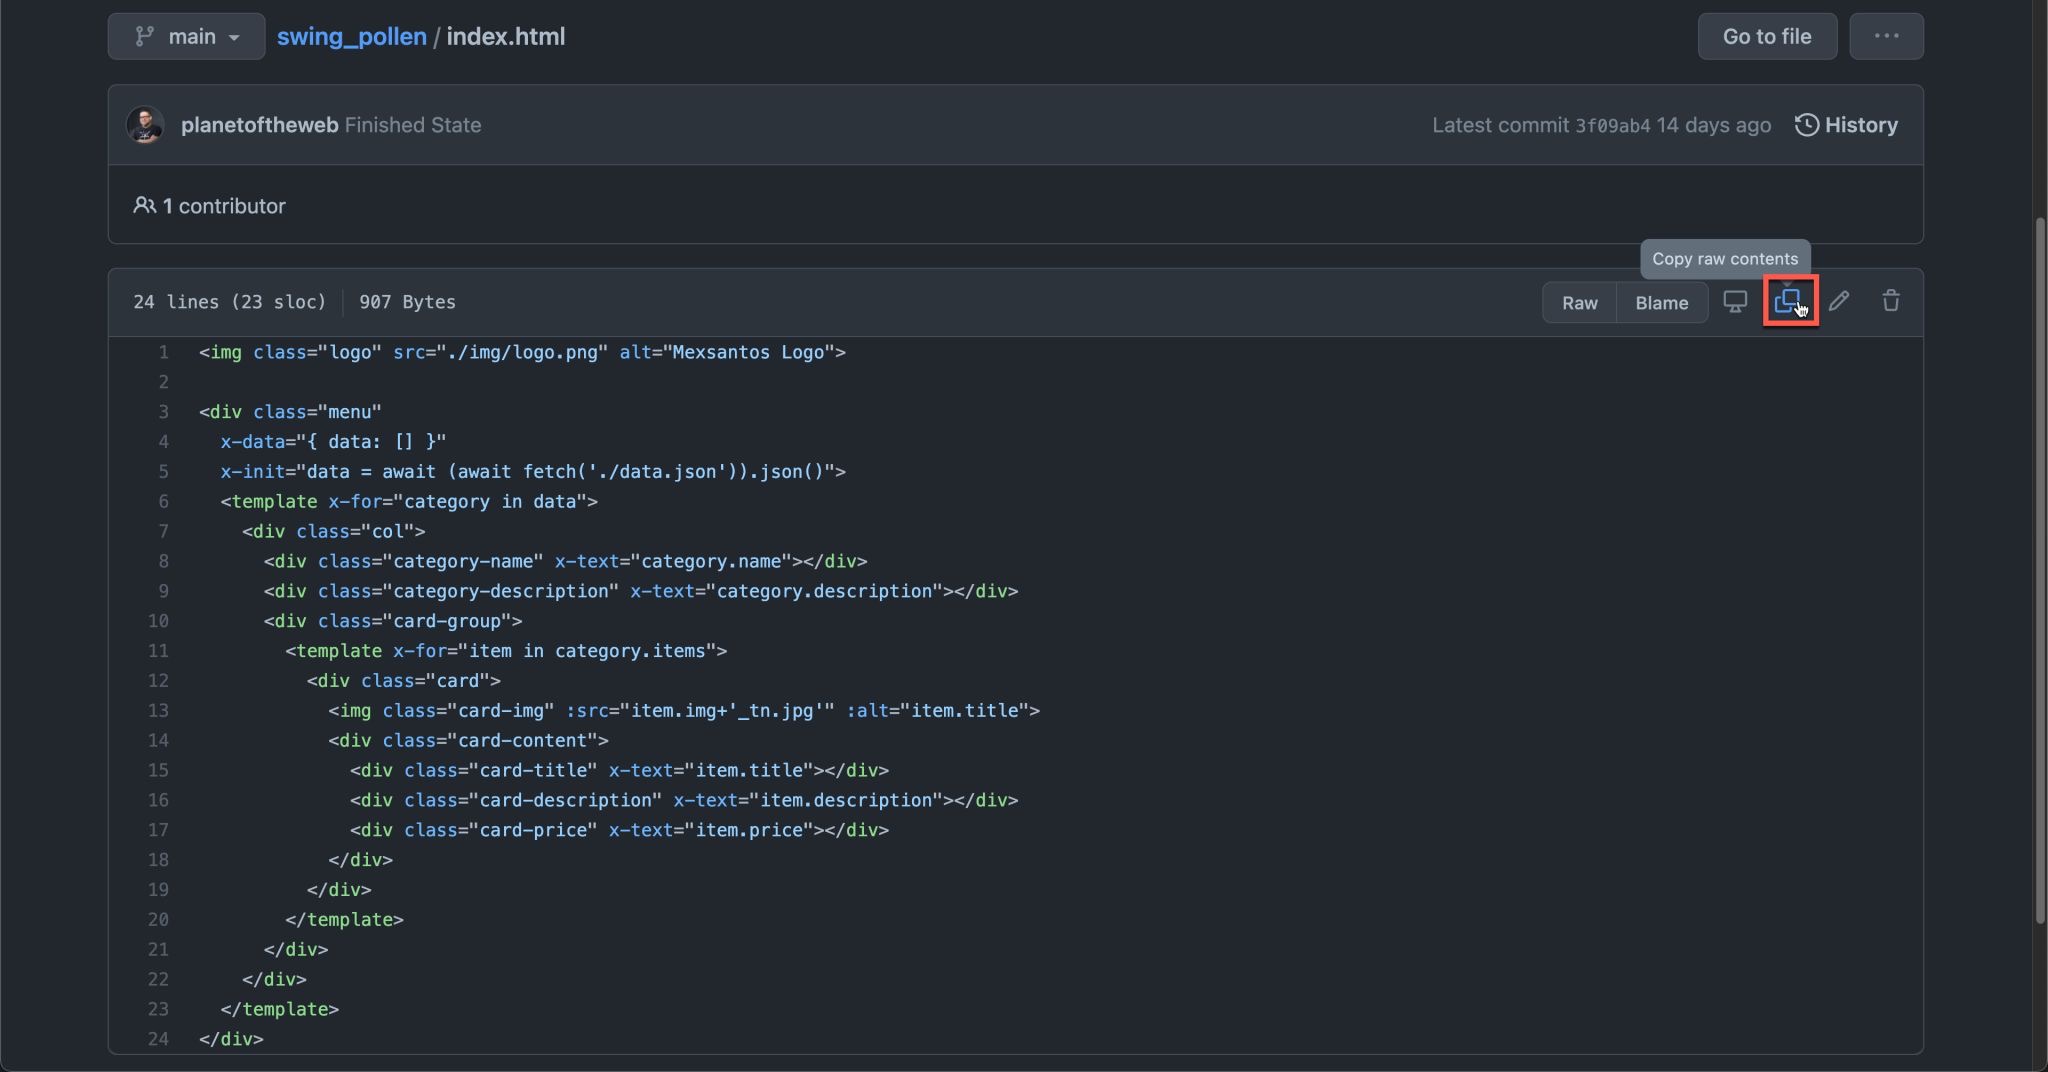 main swing_pollen / index.html Go to file ...
planetoftheweb Finished State Latest commit 3f09ab4 14 days ago History
1 contributor
Copy raw contents
24 lines (23 sloc) 907 Bytes Raw Blame
1 <img class="logo" src="./img/logo.png" alt="Mexsantos Logo">
2
3 <div class="menu"
4   x-data="{ data: [] }"
5   x-init="data = await (await fetch('./data.json')).json()">
6   <template x-for="category in data">
7     <div class="col">
8       <div class="category-name" x-text="category.name"></div>
9       <div class="category-description" x-text="category.description"></div>
10       <div class="card-group">
11         <template x-for="item in category.items">
12           <div class="card">
13             <img class="card-img" :src="item.img+'_tn.jpg'" :alt="item.title">
14             <div class="card-content">
15               <div class="card-title" x-text="item.title"></div>
16               <div class="card-description" x-text="item.description"></div>
17               <div class="card-price" x-text="item.price"></div>
18             </div>
19           </div>
20         </template>
21       </div>
22     </div>
23   </template>
24 </div>